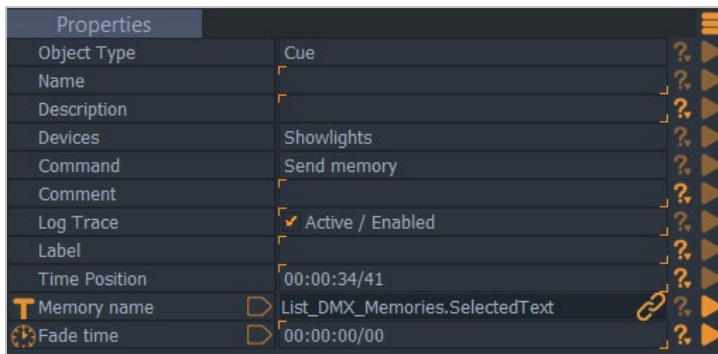 Properties
Object Type Cue
Name
Description
Devices Showlights
Command Send memory
Comment
Log Trace Active / Enabled
Label
Time Position 00:00:34/41
Memory name List_DMX_Memories.SelectedText
Fade time 00:00:00/00